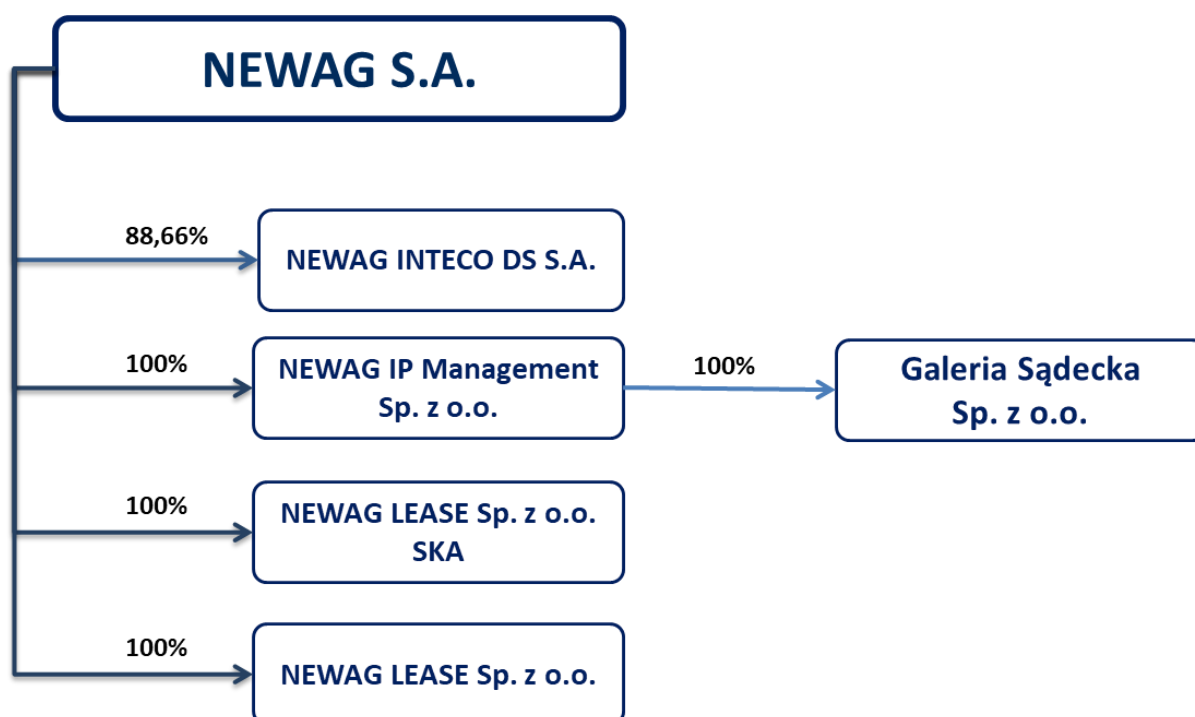 NEWAG S.A.
88,66%
NEWAG INTECO DS S.A.
100%
NEWAG IP Management
Sp. z o.o.
100%
Galeria Sądecka
Sp. z o.o.
100%
NEWAG LEASE Sp. z o.o.
SKA
100%
NEWAG LEASE Sp. z o.o.